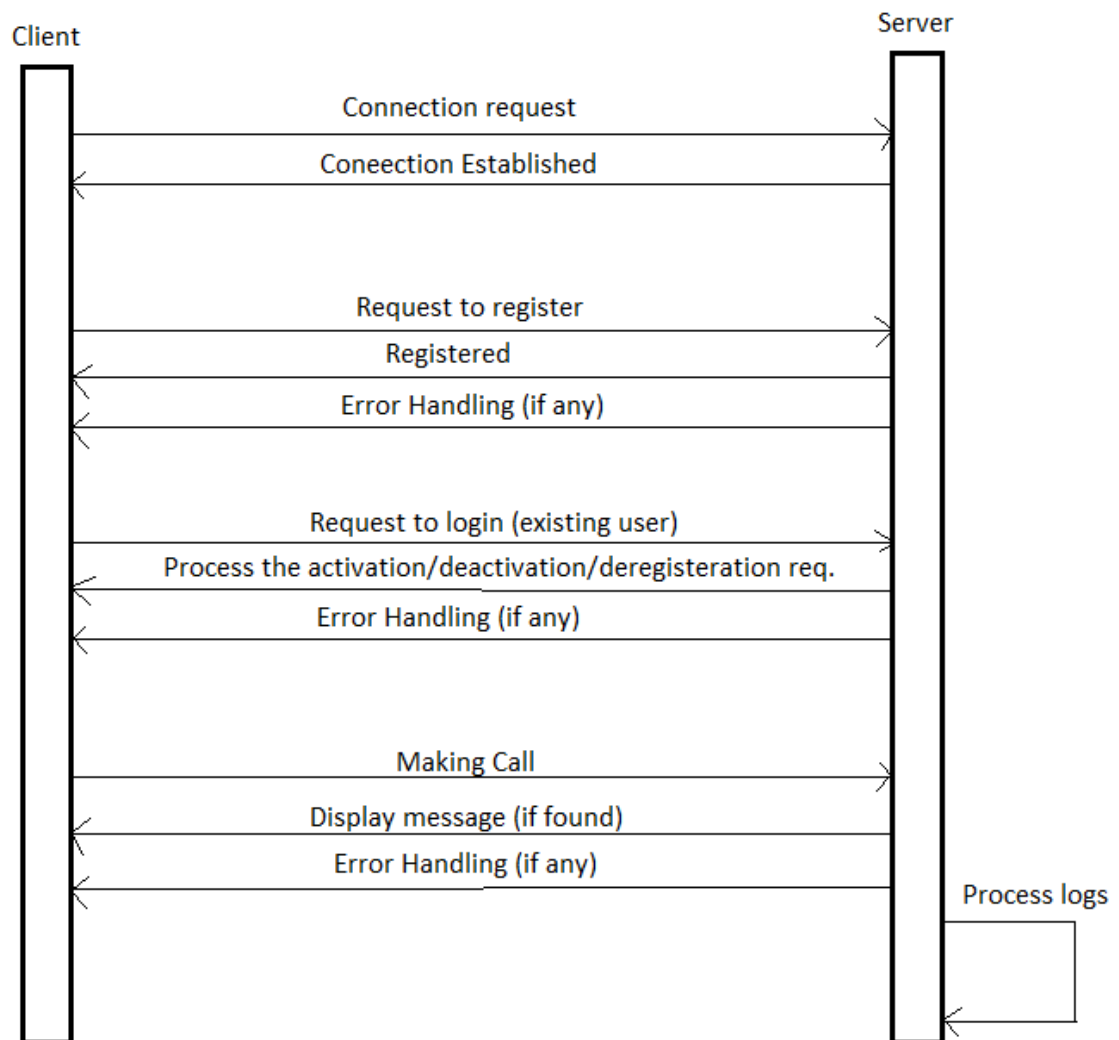 Client
Server
Connection request
Coneection Established
Request to register
Registered
Error Handling (if any)
Request to login (existing user)
Process the activation/deactivation/deregisteration req.
Error Handling (if any)
Making Call
Display message (if found)
Error Handling (if any)
Process logs